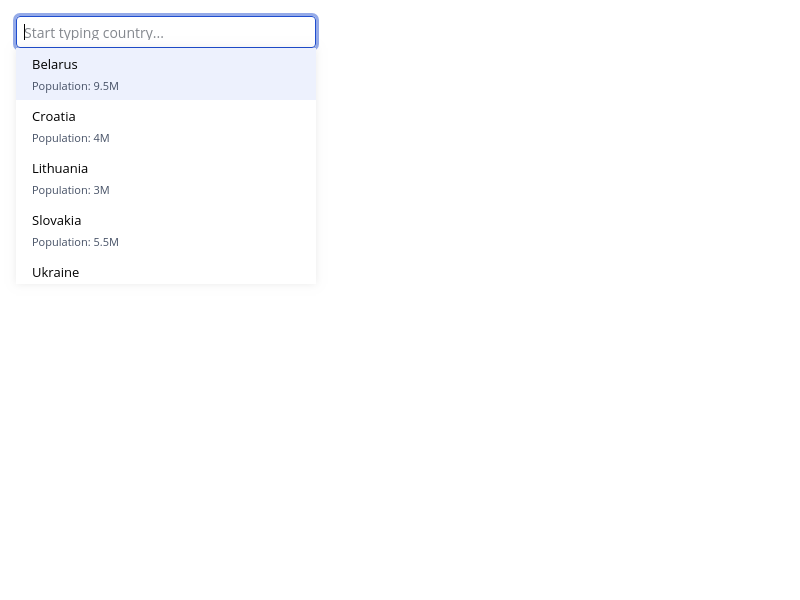 Start typing country...
Belarus
Population: 9.5M
Croatia
Population: 4M
Lithuania
Population: 3M
Slovakia
Population: 5.5M
Ukraine